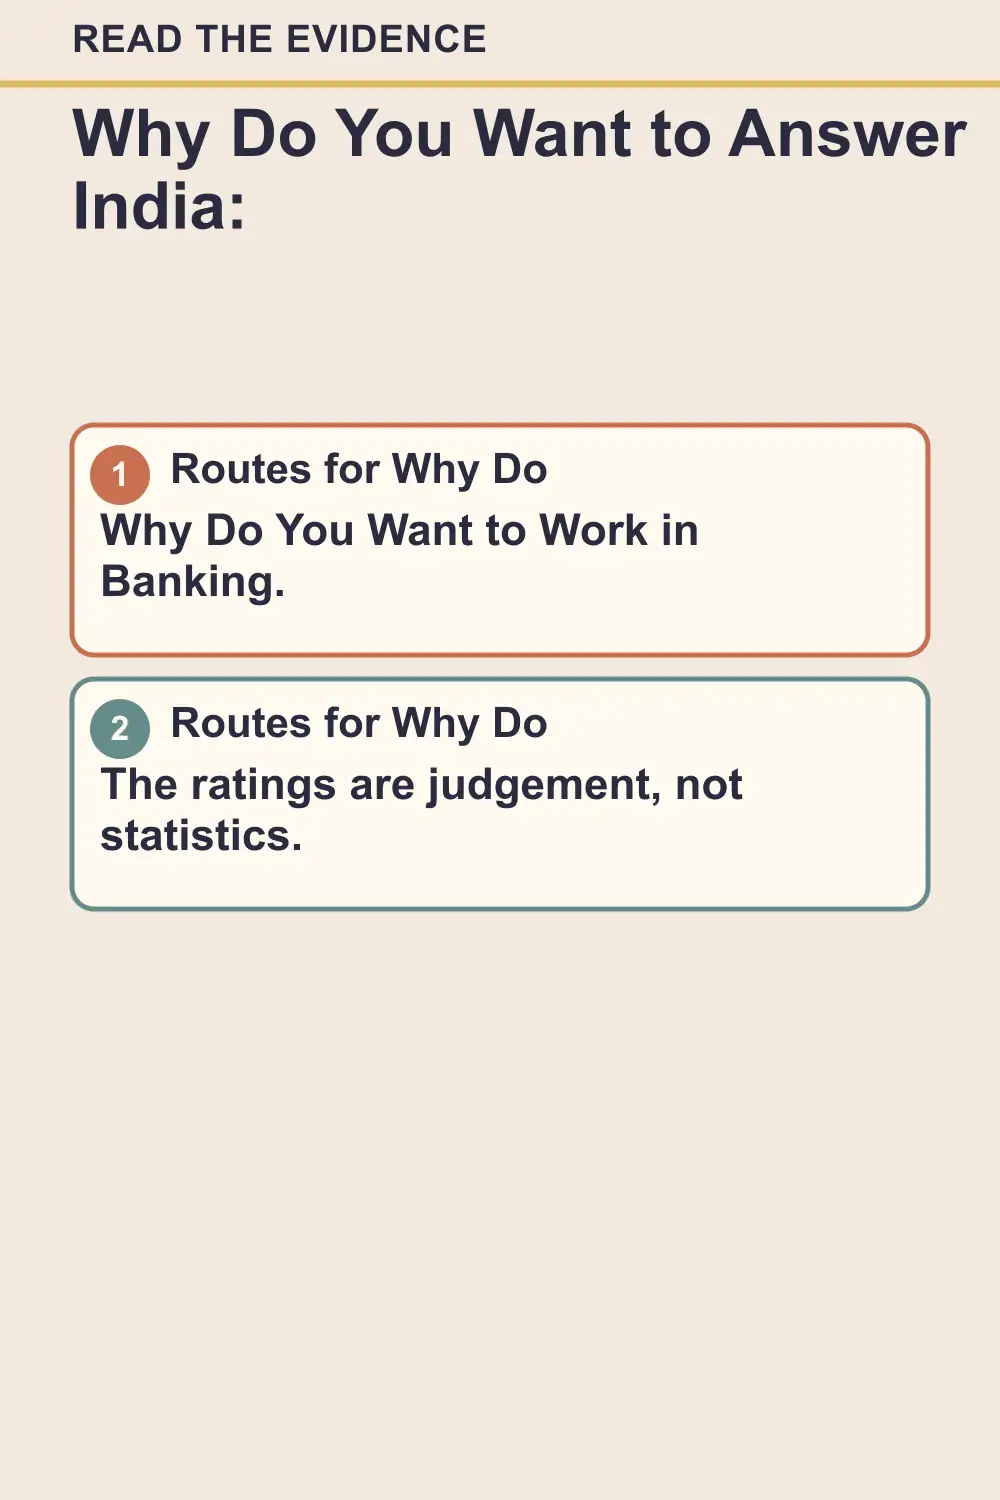 READ THE EVIDENCE
Why Do You Want to Answer
India:
1 Routes for Why Do
Why Do You Want to Work in
Banking.
2 Routes for Why Do
The ratings are judgement, not
statistics.